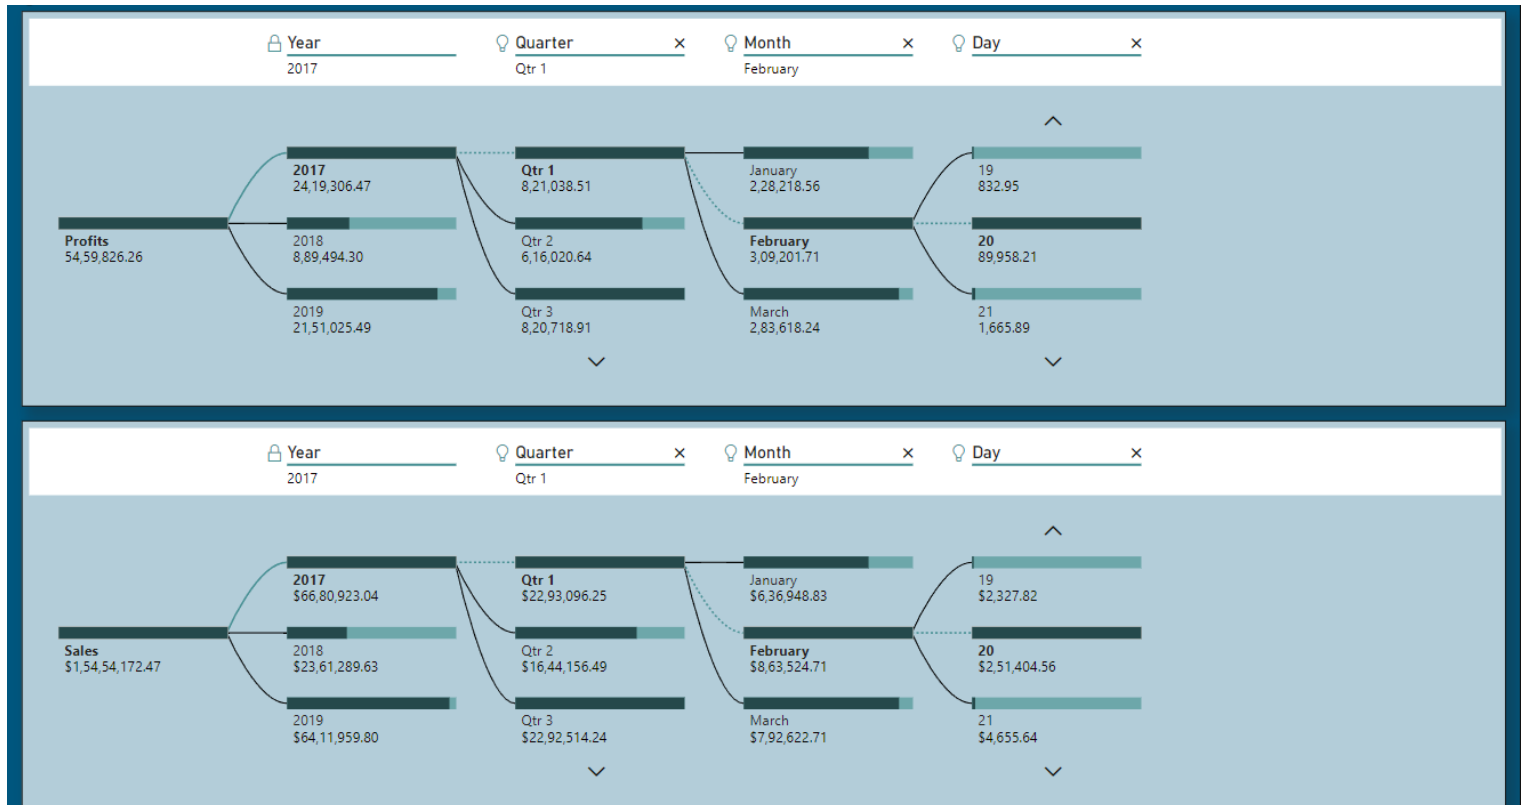 Year Quarter Month Day
2017 Qtr 1 February
2017 Qtr 1 January 19
24,19,306.47 8,21,038.51 2,28,218.56 832.95
Profits 2018 Qtr 2 February 20
54,59,826.26 8,89,494.30 6,16,020.64 3,09,201.71 89,958.21
2019 Qtr 3 March 21
21,51,025.49 8,20,718.91 2,83,618.24 1,665.89
Year Quarter Month Day
2017 Qtr 1 February
2017 Qtr 1 January 19
$66,80,923.04 $22,93,096.25 $6,36,948.83 $2,327.82
Sales 2018 Qtr 2 February 20
$1,54,54,172.47 $23,61,289.63 $16,44,156.49 $8,63,524.71 $2,51,404.56
2019 Qtr 3 March 21
$64,11,959.80 $22,92,514.24 $7,92,622.71 $4,655.64